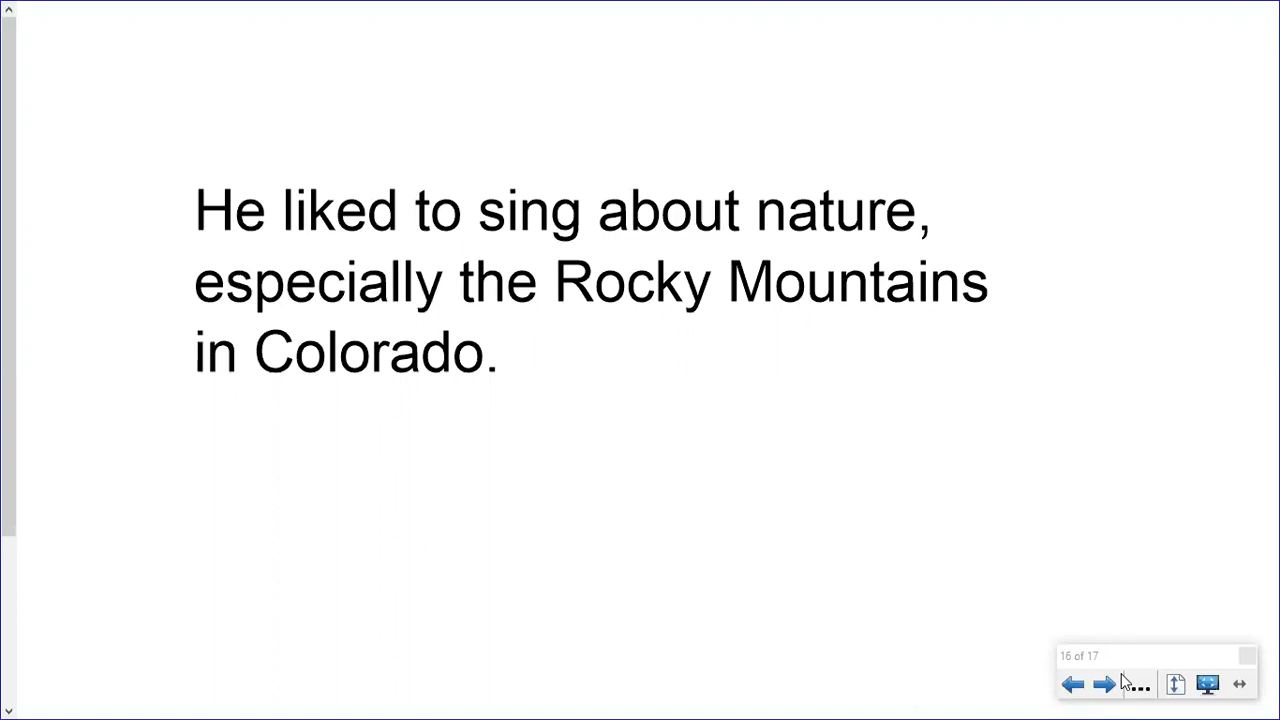 He liked to sing about nature,
especially the Rocky Mountains
in Colorado.
16 of 17